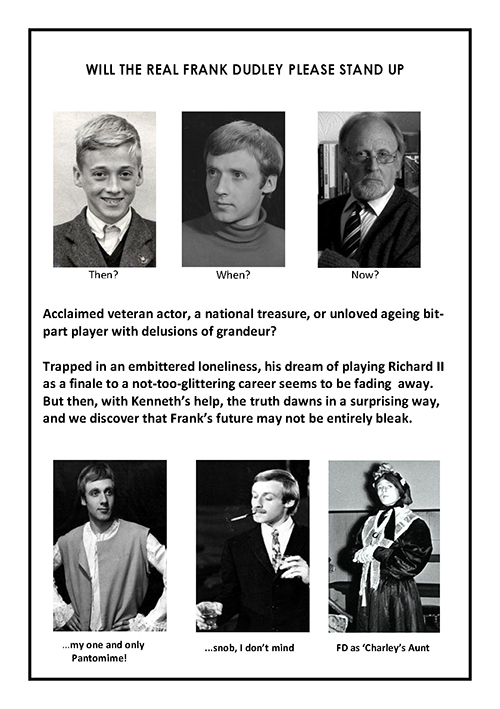 WILL THE REAL FRANK DUDLEY PLEASE STAND UP
Then?
When?
Now?
Acclaimed veteran actor, a national treasure, or unloved ageing bit-
part player with delusions of grandeur?
Trapped in an embittered loneliness, his dream of playing Richard II
as a finale to a not-too-glittering career seems to be fading away.
But then, with Kenneth’s help, the truth dawns in a surprising way,
and we discover that Frank’s future may not be entirely bleak.
...my one and only
Pantomime!
...snob, I don’t mind
FD as ‘Charley’s Aunt